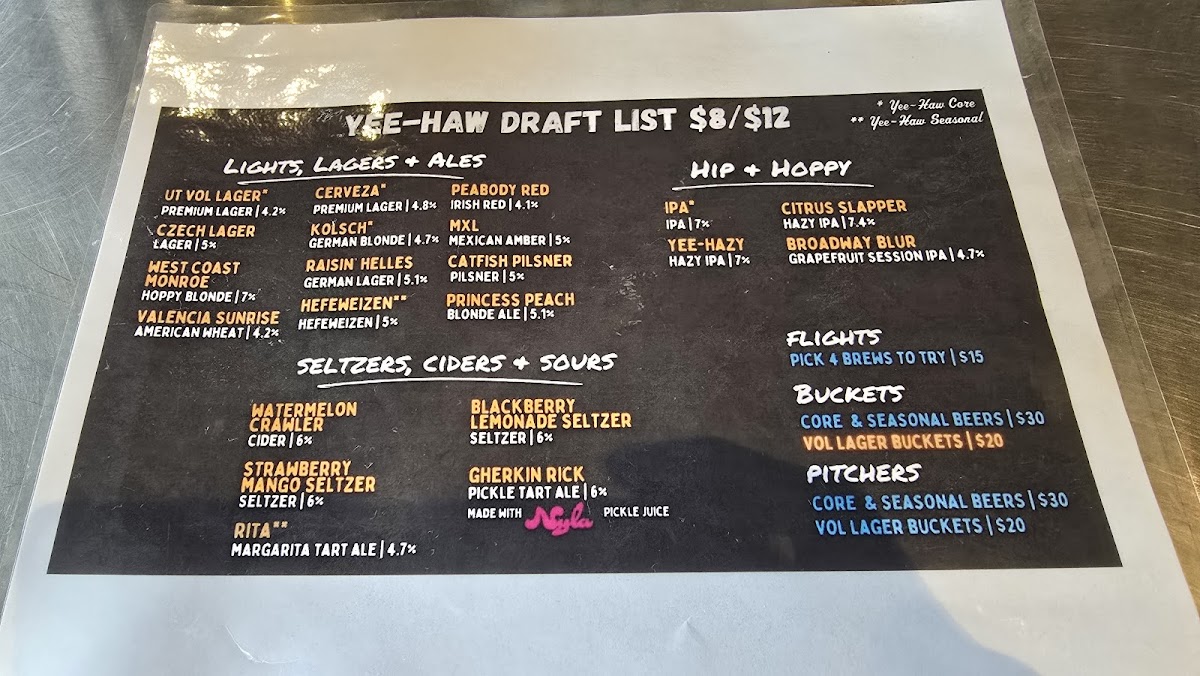 YEE-HAW DRAFT LIST $8/$12
* Yee-Haw Core
** Yee-Haw Seasonal
LIGHTS, LAGERS + ALES
UT VOL LAGER*
PREMIUM LAGER | 4.2%
CZECH LAGER
LAGER | 5%
WEST COAST
MONROE
HOPPY BLONDE | 7%
VALENCIA SUNRISE
AMERICAN WHEAT | 4.2%
CERVEZA*
PREMIUM LAGER | 4.8%
KOLSCH*
GERMAN BLONDE | 4.7%
RAISIN' HELLES
GERMAN LAGER | 5.1%
HEFEWEIZEN**
HEFEWEIZEN | 5%
PEABODY RED
IRISH RED | 4.1%
MXL
MEXICAN AMBER | 5%
CATFISH PILSNER
PILSNER | 5%
PRINCESS PEACH
BLONDE ALE | 5.1%
HIP + HOPPY
IPA*
IPA | 7%
YEE-HAZY
HAZY IPA | 7%
CITRUS SLAPPER
HAZY IPA | 7.4%
BROADWAY BLUR
GRAPEFRUIT SESSION IPA | 4.7%
SELTZERS, CIDERS + SOURS
WATERMELON
CRAWLER
CIDER | 6%
STRAWBERRY
MANGO SELTZER
SELTZER | 6%
RITA**
MARGARITA TART ALE | 4.7%
BLACKBERRY
LEMONADE SELTZER
SELTZER | 6%
GHERKIN RICK
PICKLE TART ALE | 6%
MADE WITH Nyla PICKLE JUICE
FLIGHTS
PICK 4 BREWS TO TRY | $15
BUCKETS
CORE & SEASONAL BEERS | $30
VOL LAGER BUCKETS | $20
PITCHERS
CORE & SEASONAL BEERS | $30
VOL LAGER BUCKETS | $20